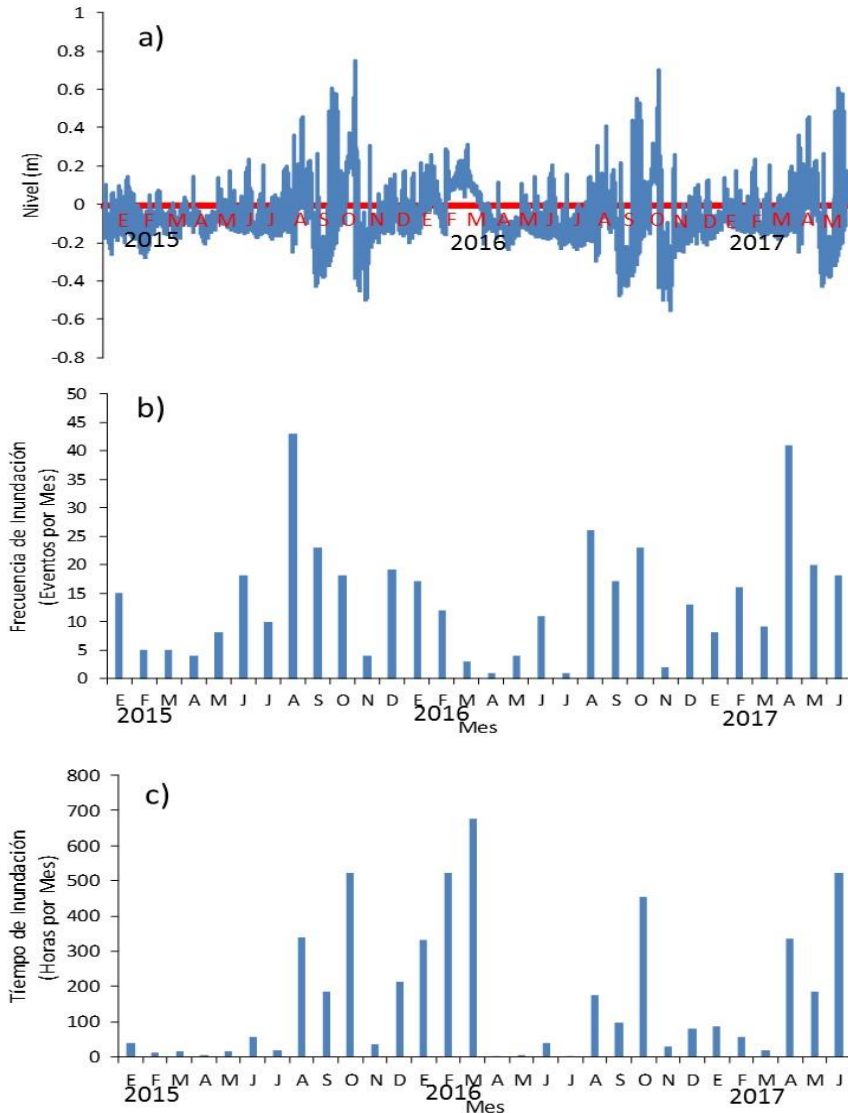 a)
Nivel (m)
1
0.8
0.6
0.4
0.2
0
-0.2
-0.4
-0.6
-0.8
E F M A M J J A S O N D E F M A M J J A S O N D E F M A M
2015 2016 2017
b)
Frecuencia de Inundación
(Eventos por Mes)
50
45
40
35
30
25
20
15
10
5
0
E F M A M J J A S O N D E F M A M J J A S O N D E F M A M J
2015 2016 2017
Mes
c)
Tiempo de Inundación
(Horas por Mes)
800
700
600
500
400
300
200
100
0
E F M A M J J A S O N D E F M A M J J A S O N D E F M A M J
2015 2016 2017
Mes